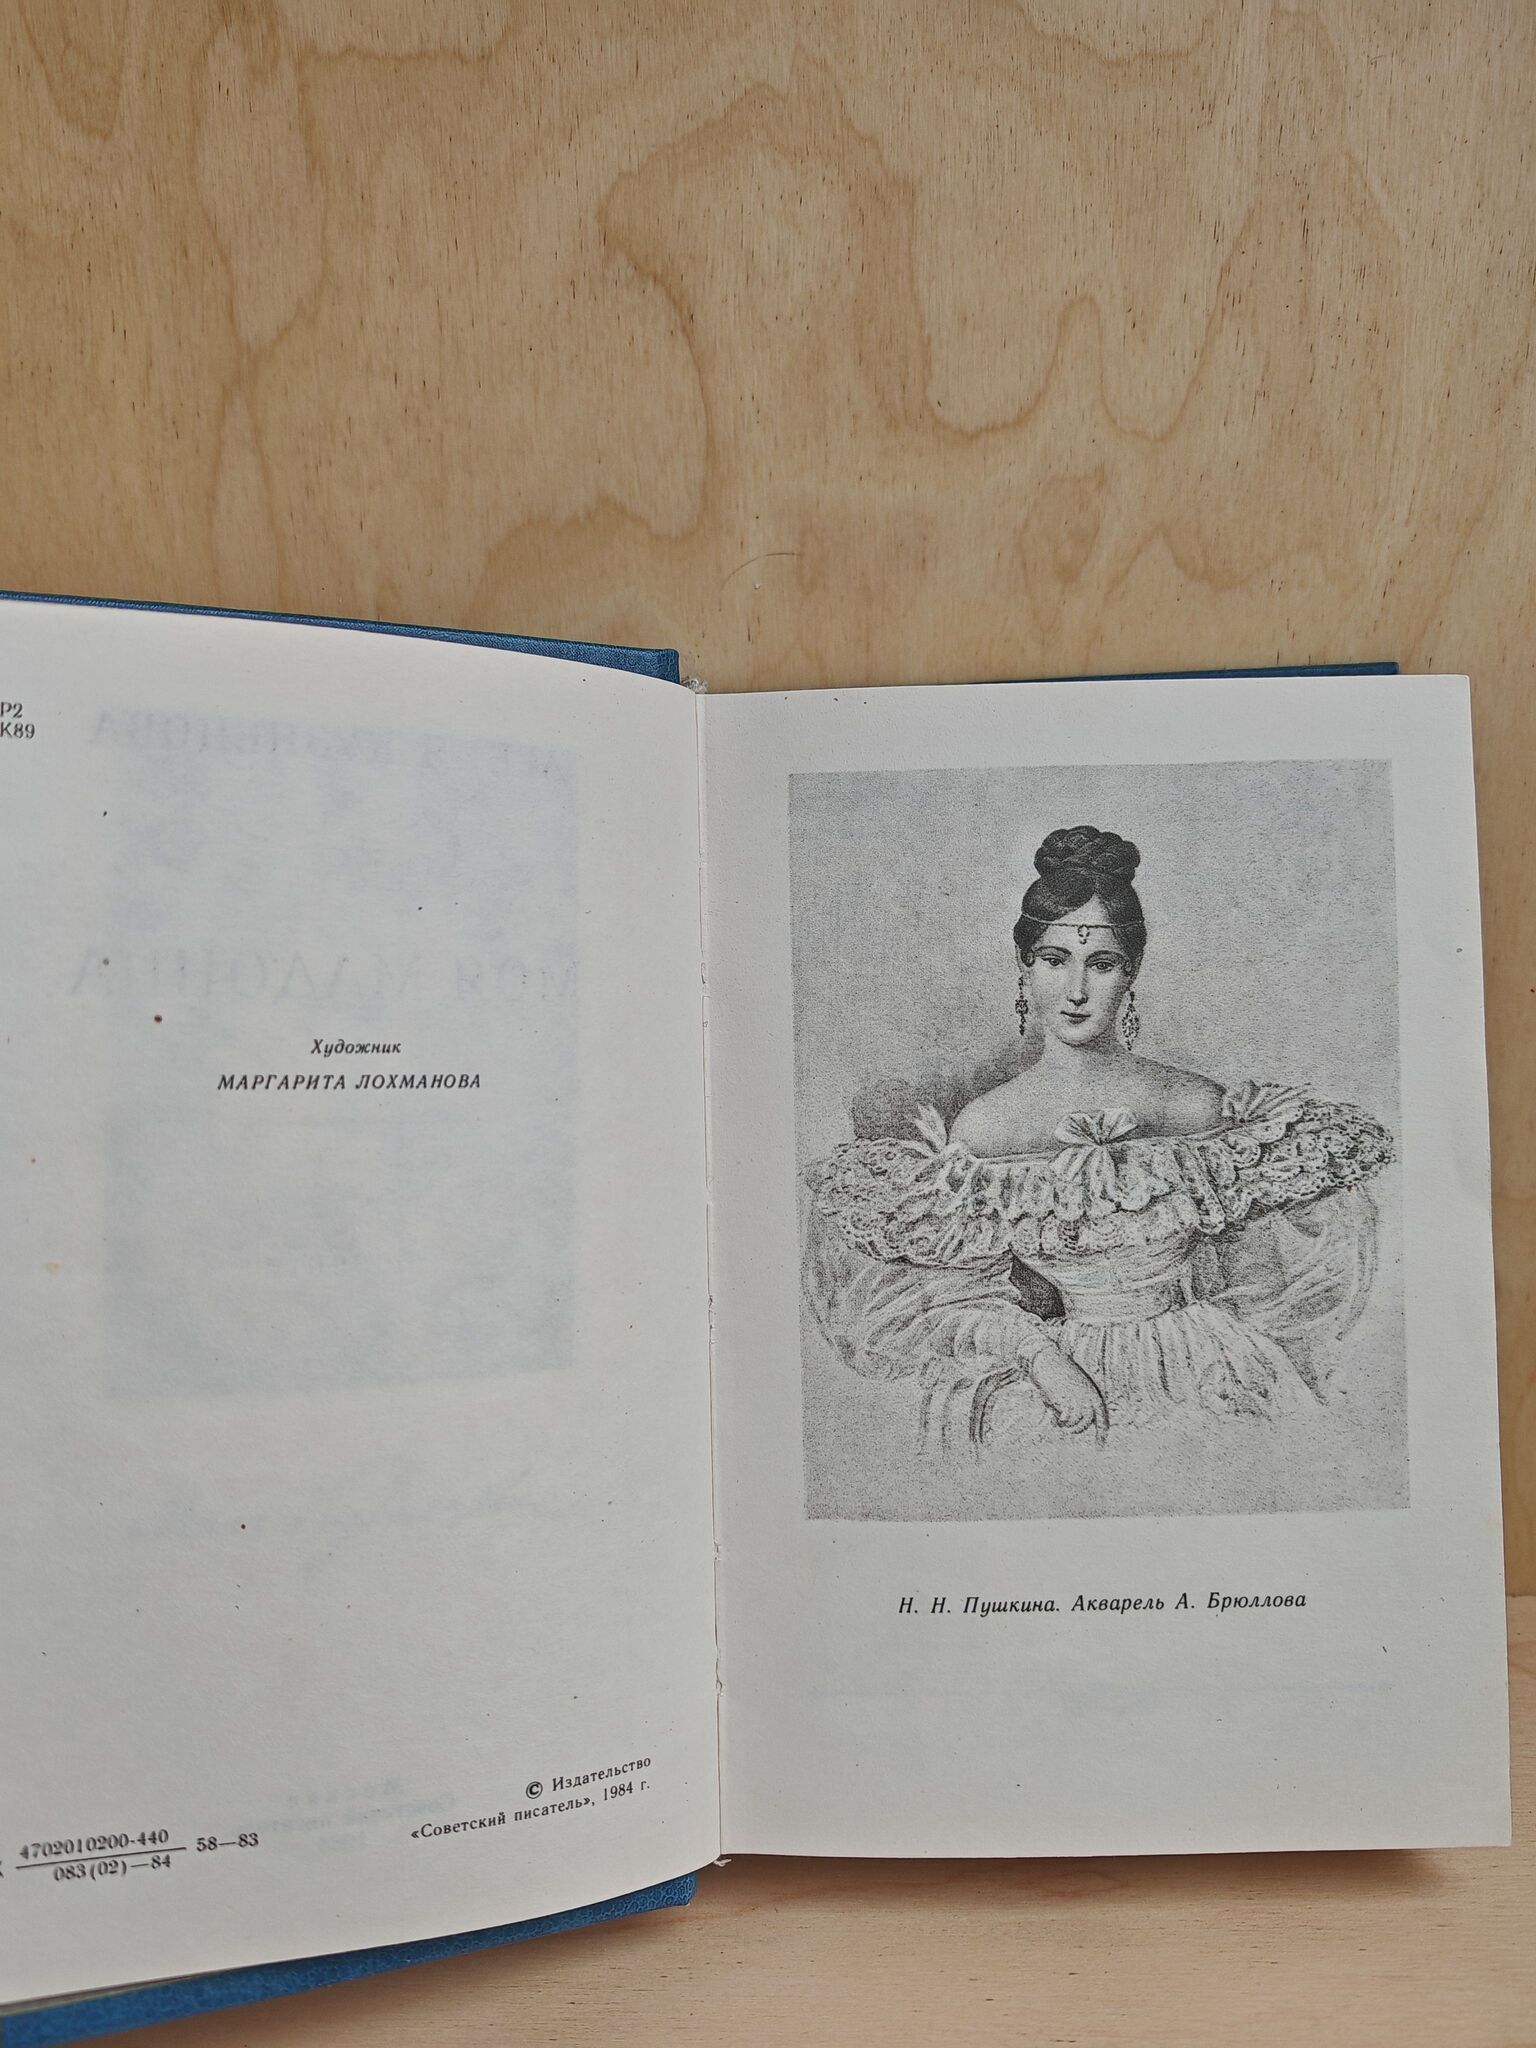 Р2
К89
Художник
МАРГАРИТА ЛОХМАНОВА
© Издательство
«Советский писатель», 1984 г.
4702010200-440
083(02)—84
58—83
Н. Н. Пушкина. Акварель А. Брюллова